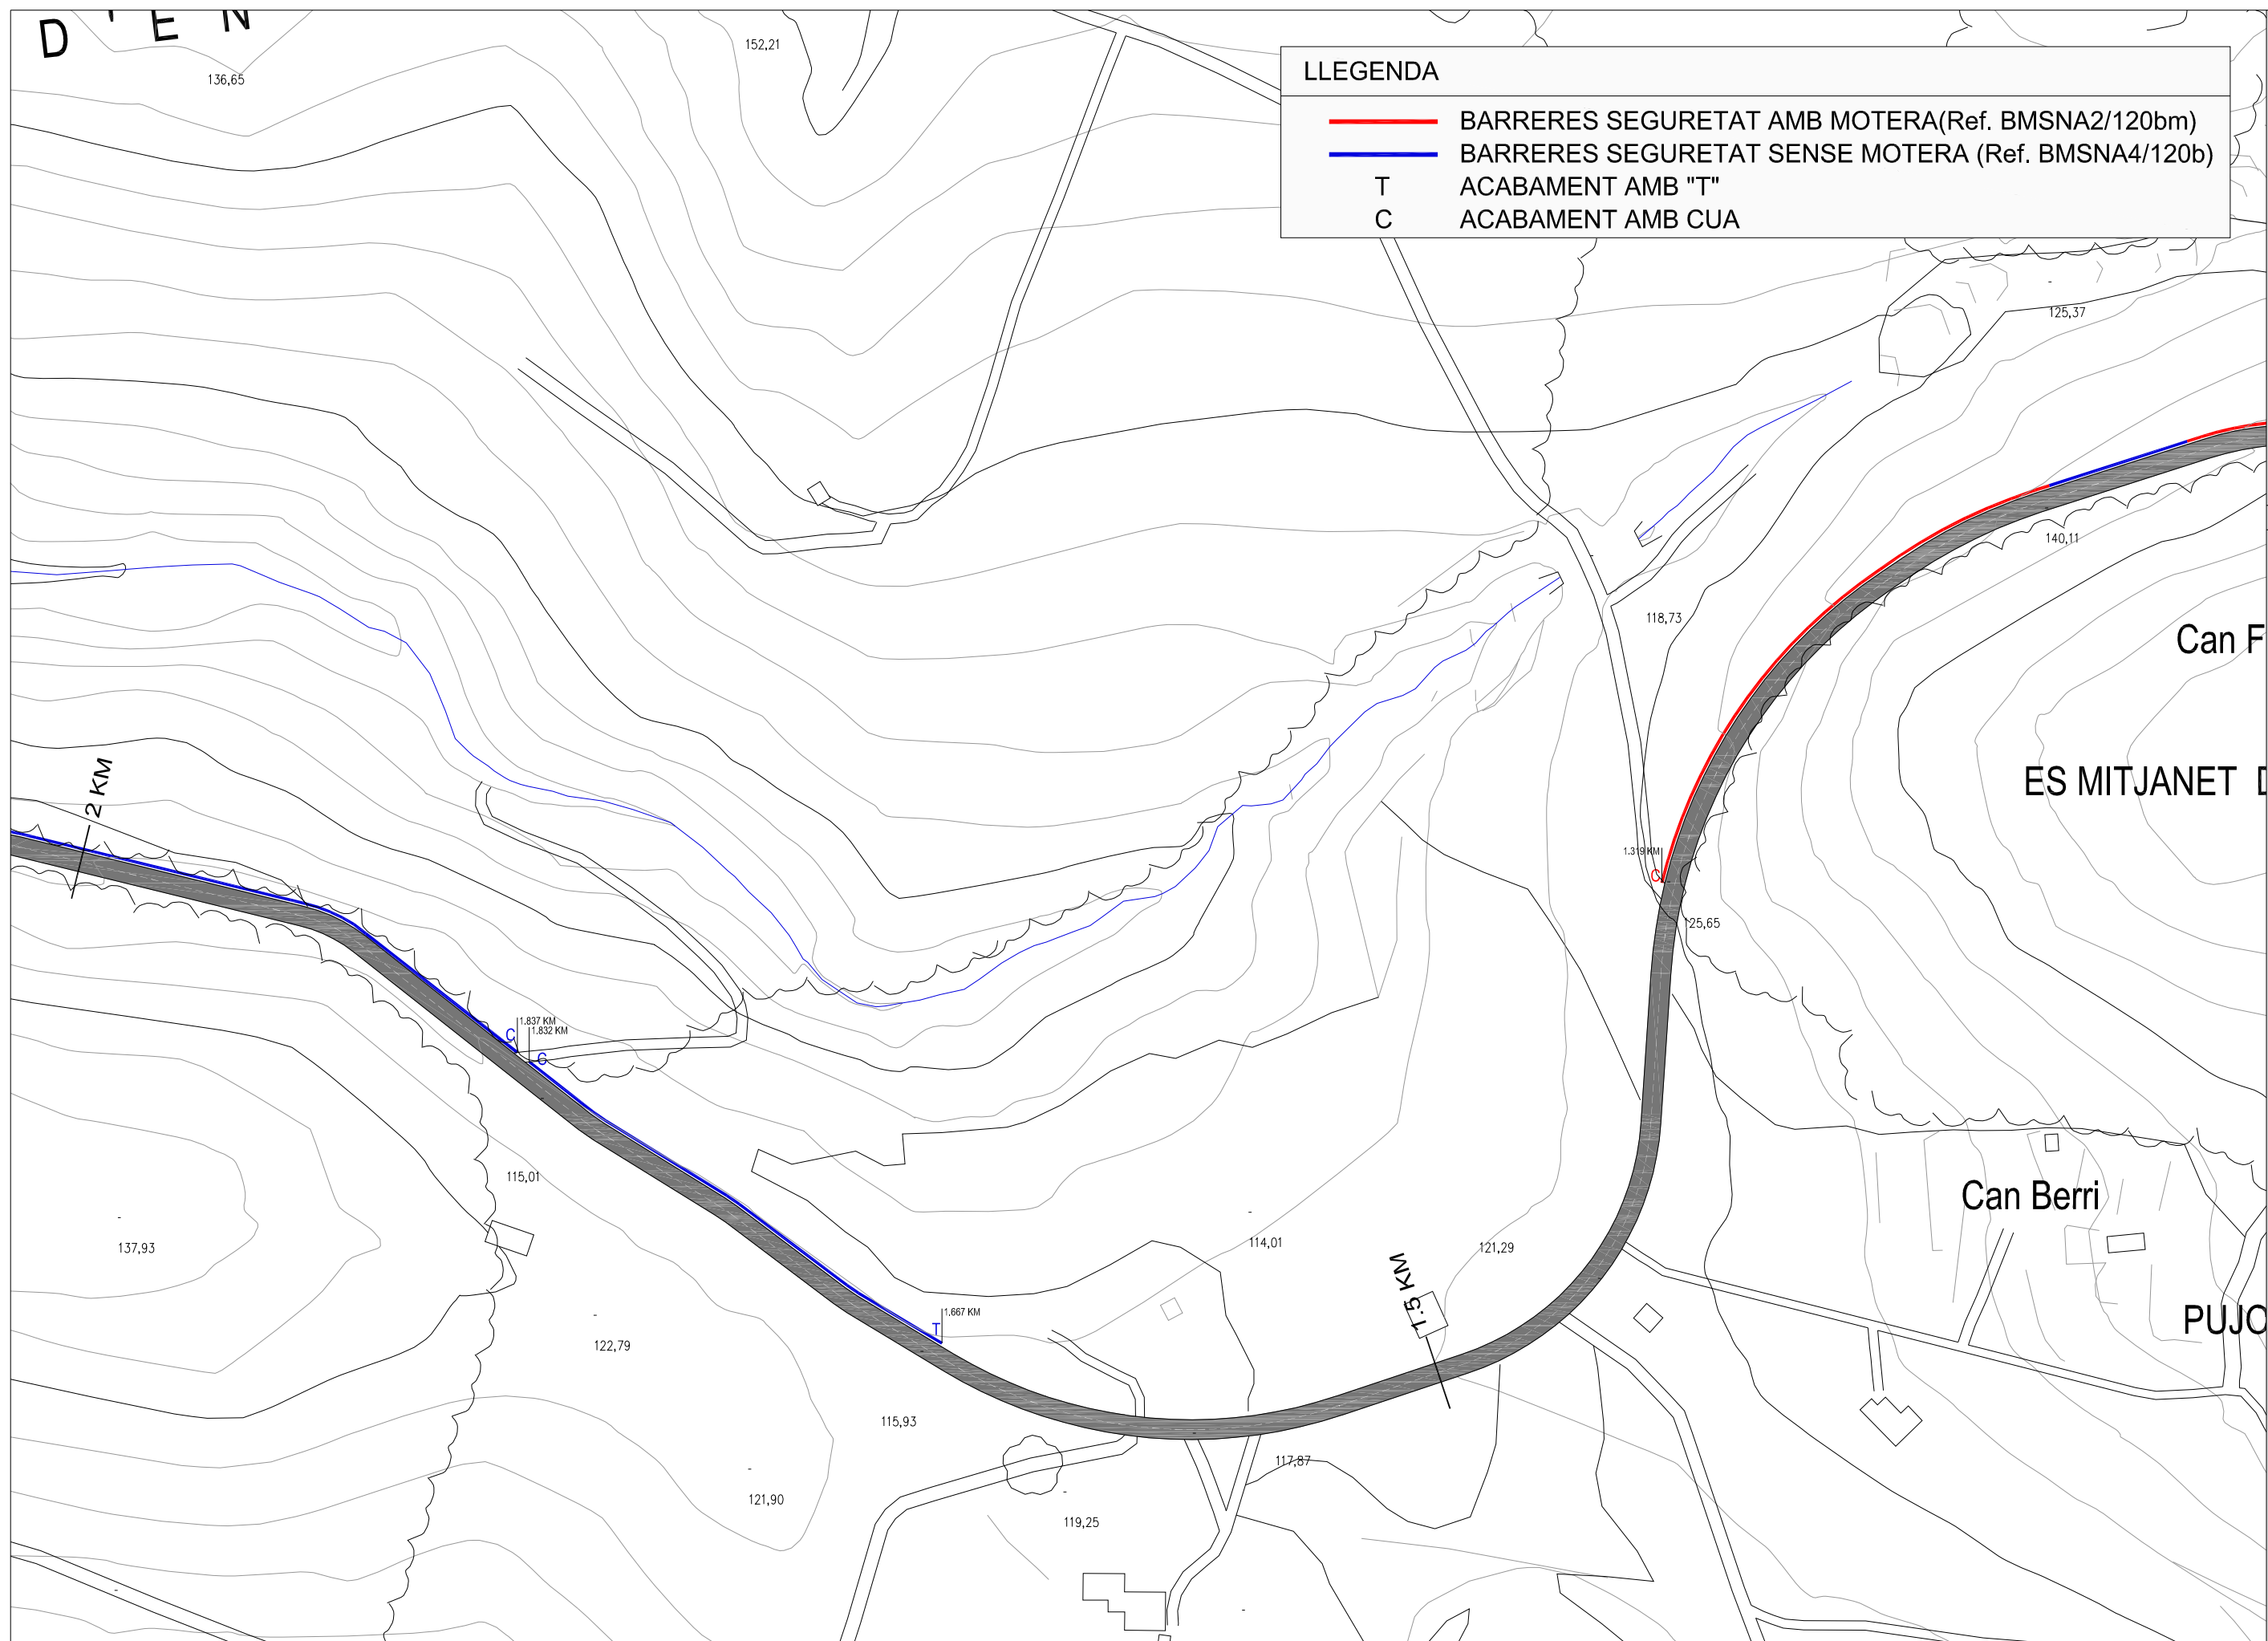 D ' E N
136,65
152,21
LLEGENDA
BARRERES SEGURETAT AMB MOTERA(Ref. BMSNA2/120bm)
BARRERES SEGURETAT SENSE MOTERA (Ref. BMSNA4/120b)
T ACABAMENT AMB "T"
C ACABAMENT AMB CUA
125,37
140,11
118,73
Can F
ES MITJANET D
2 KM
1.319 KM
C
125,65
1.837 KM
C
1.832 KM
C
115,01
Can Berri
137,93
114,01
121,29
1.5 KM
1.667 KM
T
PUJO
122,79
115,93
117,87
121,90
119,25